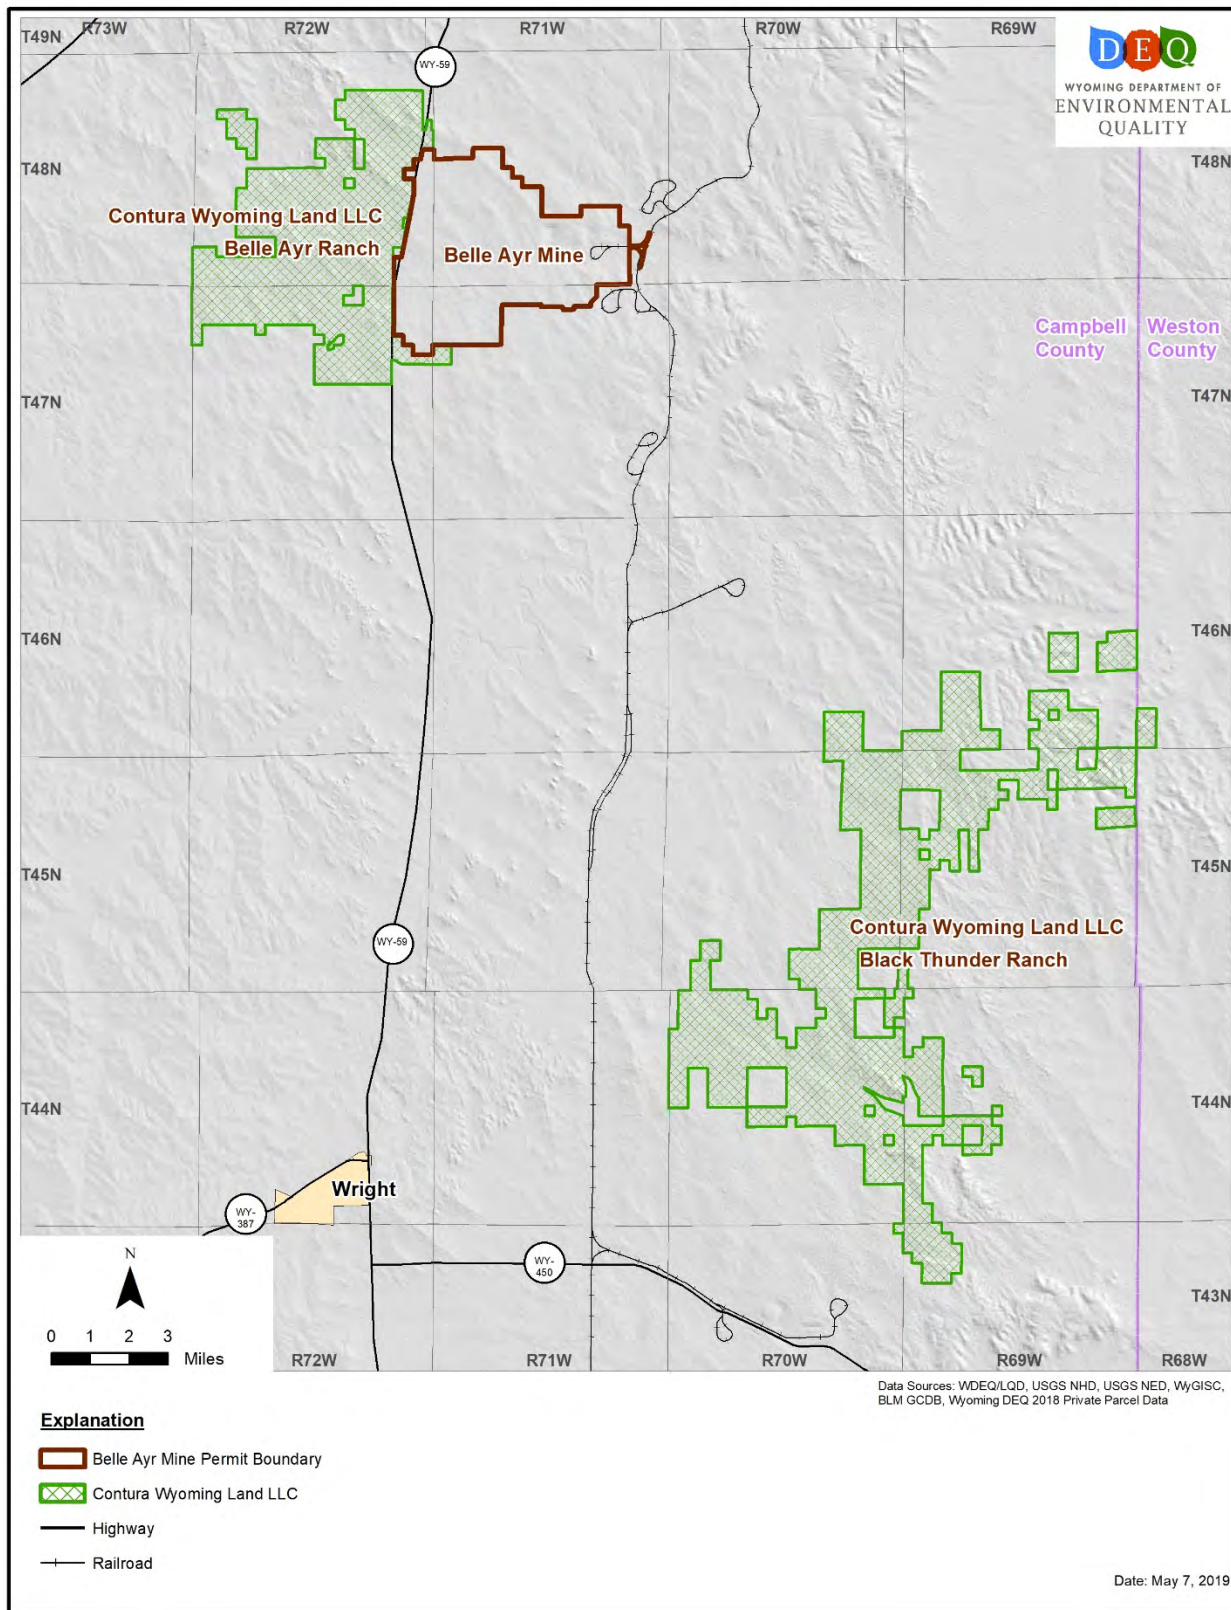 R73W
R72W
R71W
R70W
R69W
T49N
WY-59
DEQ
WYOMING DEPARTMENT OF
ENVIRONMENTAL
QUALITY
T48N
T48N
Contura Wyoming Land LLC
Belle Ayr Ranch
Belle Ayr Mine
Campbell
County
Weston
County
T47N
T47N
T46N
T46N
T45N
T45N
Contura Wyoming Land LLC
Black Thunder Ranch
WY-59
T44N
T44N
Wright
WY-
387
WY-
450
T43N
N
0 1 2 3
Miles
R72W
R71W
R70W
R69W
R68W
Data Sources: WDEQ/LQD, USGS NHD, USGS NED, WyGISC,
BLM GCDB, Wyoming DEQ 2018 Private Parcel Data
Explanation
Belle Ayr Mine Permit Boundary
Contura Wyoming Land LLC
Highway
Railroad
Date: May 7, 2019